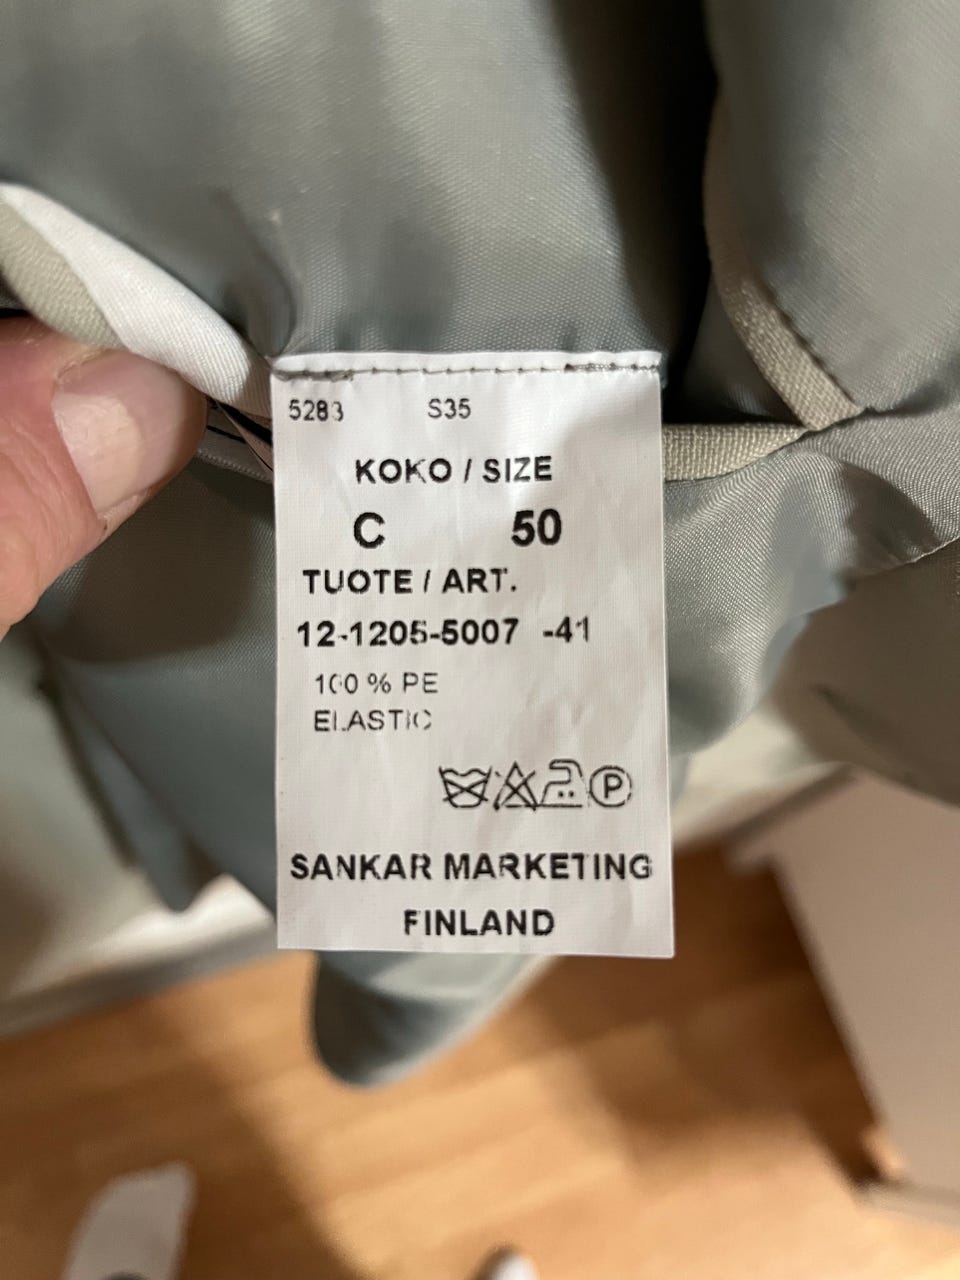 5283 S35
KOKO / SIZE
C 50
TUOTE / ART.
12-1205-5007 -41
100 % PE
ELASTIC
P
SANKAR MARKETING
FINLAND